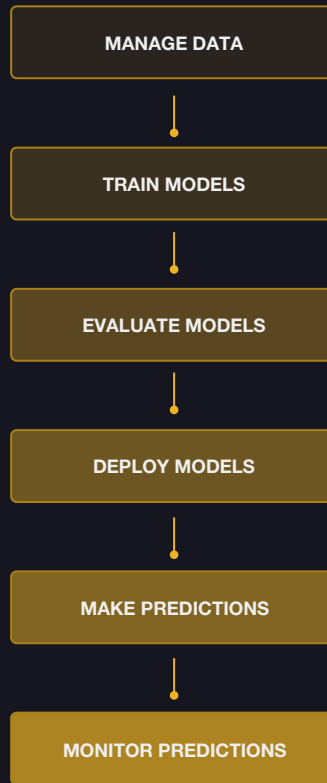 MANAGE DATA
TRAIN MODELS
EVALUATE MODELS
DEPLOY MODELS
MAKE PREDICTIONS
MONITOR PREDICTIONS